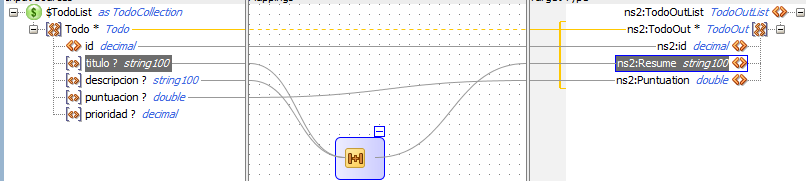 Mappings
$TodoList as TodoCollection
Todo * Todo
id decimal
titulo ? string100
descripcion ? string100
puntuacion ? double
prioridad ? decimal
ns2:TodoOutList TodoOutList
ns2:TodoOut * TodoOut
ns2:id decimal
ns2:Resume string100
ns2:Puntuation double